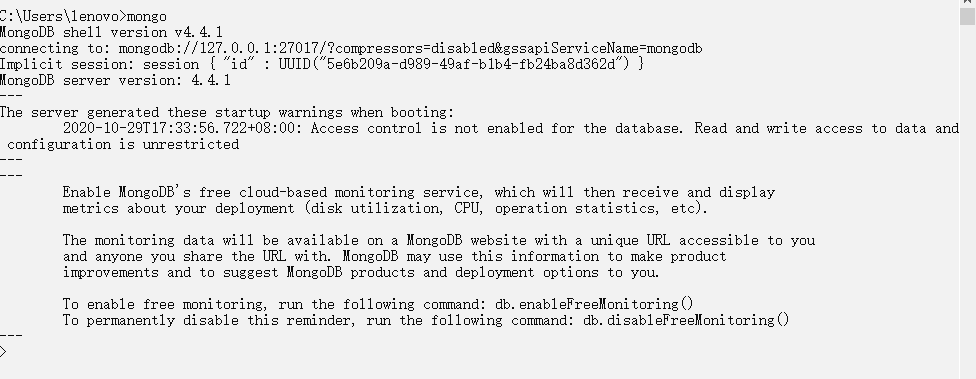 C:\Users\lenovo>mongo
MongoDB shell version v4.4.1
connecting to: mongodb://127.0.0.1:27017/?compressors=disabled&gssapiServiceName=mongodb
Implicit session: session { "id" : UUID("5e6b209a-d989-49af-b1b4-fb24ba8d362d") }
MongoDB server version: 4.4.1
---
The server generated these startup warnings when booting:
        2020-10-29T17:33:56.722+08:00: Access control is not enabled for the database. Read and write access to data and
 configuration is unrestricted
---
---
        Enable MongoDB's free cloud-based monitoring service, which will then receive and display
        metrics about your deployment (disk utilization, CPU, operation statistics, etc).

        The monitoring data will be available on a MongoDB website with a unique URL accessible to you
        and anyone you share the URL with. MongoDB may use this information to make product
        improvements and to suggest MongoDB products and deployment options to you.

        To enable free monitoring, run the following command: db.enableFreeMonitoring()
        To permanently disable this reminder, run the following command: db.disableFreeMonitoring()
---
>